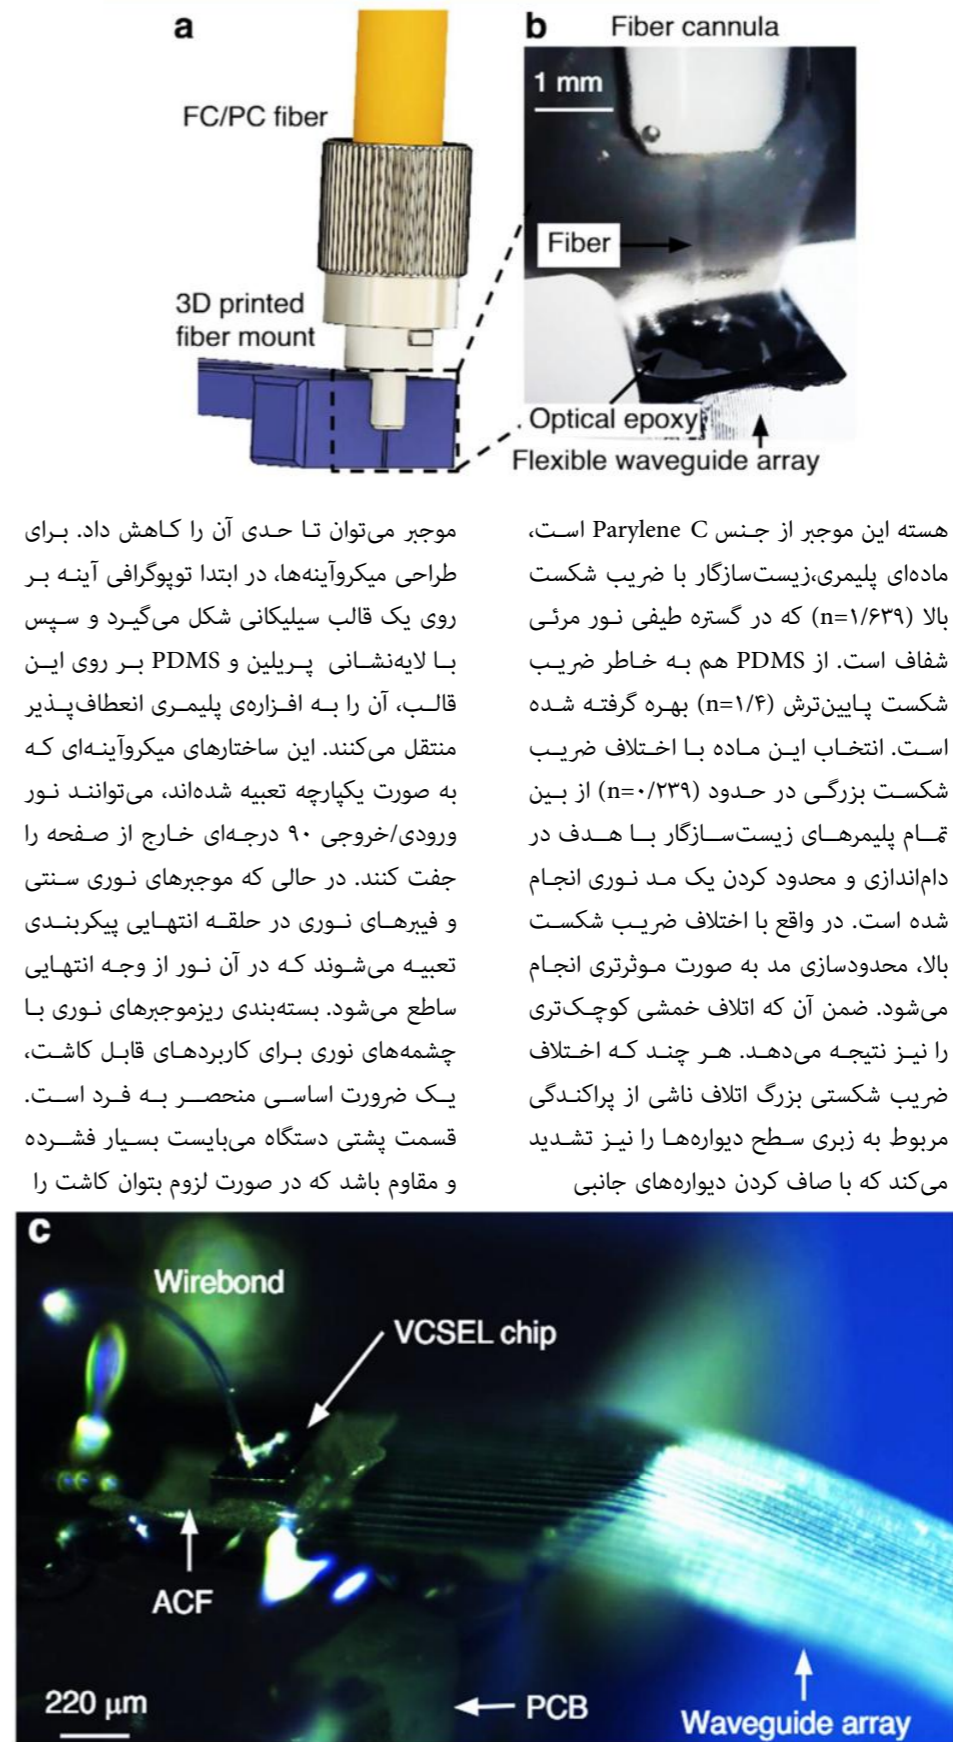 a
FC/PC fiber
3D printed
fiber mount
b
Fiber cannula
1 mm
Fiber
Optical epoxy
Flexible waveguide array
هسته این موجبر از جنس Parylene C است،
ماده‌ای پلیمری،زیست‌سازگار با ضریب شکست
بالا (n=۱/۶۳۹) که در گستره طیفی نور مرئی
شفاف است. از PDMS هم به خاطر ضریب
شکست پایین‌ترش (n=۱/۴) بهره گرفته شده
است. انتخاب این ماده با اختلاف ضریب
شکست بزرگی در حدود (n=۰/۲۳۹) از بین
تمام پلیمرهای زیست‌سازگار با هدف در
دام‌اندازی و محدود کردن یک مد نوری انجام
شده است. در واقع با اختلاف ضریب شکست
بالا، محدودسازی مد به صورت موثرتری انجام
می‌شود. ضمن آن که اتلاف خمشی کوچک‌تری
را نیز نتیجه می‌دهد. هر چند که اختلاف
ضریب شکستی بزرگ اتلاف ناشی از پراکندگی
مربوط به زبری سطح دیواره‌ها را نیز تشدید
می‌کند که با صاف کردن دیواره‌های جانبی
موجبر می‌توان تا حدی آن را کاهش داد. برای
طراحی میکروآینه‌ها، در ابتدا توپوگرافی آینه بر
روی یک قالب سیلیکانی شکل می‌گیرد و سپس
با لایه‌نشانی پریلین و PDMS بر روی این
قالب، آن را به افزاره‌ی پلیمری انعطاف‌پذیر
منتقل می‌کنند. این ساختارهای میکروآینه‌ای که
به صورت یکپارچه تعبیه شده‌اند، می‌توانند نور
ورودی/خروجی ۹۰ درجه‌ای خارج از صفحه را
جفت کنند. در حالی که موجبرهای نوری سنتی
و فیبرهای نوری در حلقه انتهایی پیکربندی
تعبیه می‌شوند که در آن نور از وجه انتهایی
ساطع می‌شود. بسته‌بندی ریزموجبرهای نوری با
چشمه‌های نوری برای کاربردهای قابل کاشت،
یک ضرورت اساسی منحصر به فرد است.
قسمت پشتی دستگاه می‌بایست بسیار فشرده
و مقاوم باشد که در صورت لزوم بتوان کاشت را
c
Wirebond
VCSEL chip
ACF
220 μm
PCB
Waveguide array